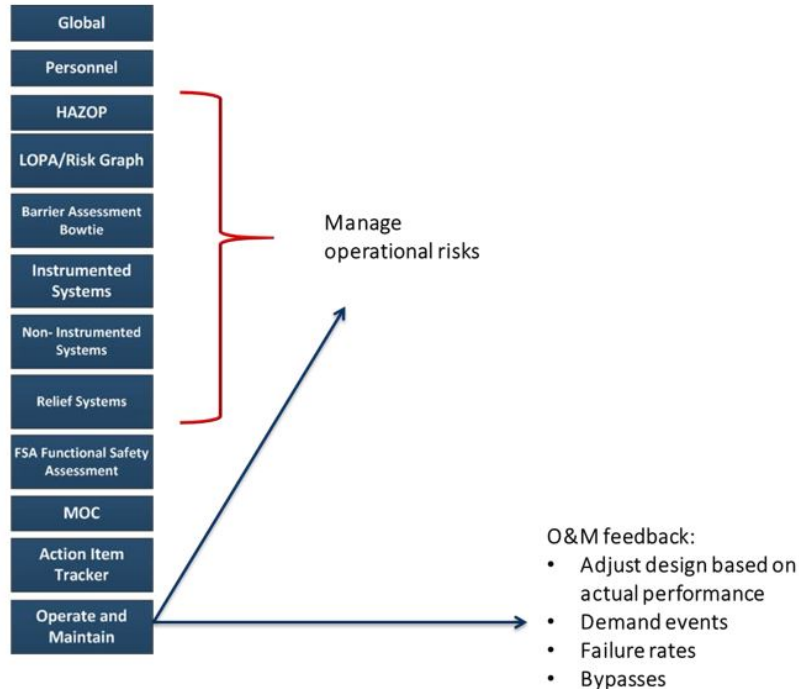 Global
Personnel
HAZOP
LOPA/Risk Graph
Barrier Assessment
Bowtie
Instrumented
Systems
Non- Instrumented
Systems
Relief Systems
FSA Functional Safety
Assessment
MOC
Action Item
Tracker
Operate and
Maintain
Manage
operational risks
O&M feedback:
• Adjust design based on
actual performance
• Demand events
• Failure rates
• Bypasses